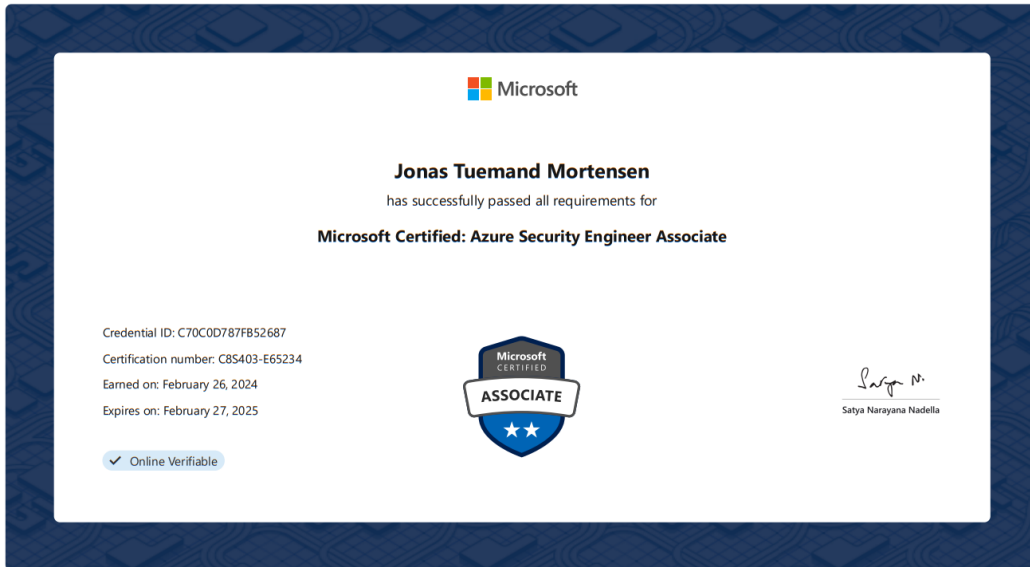 Microsoft
Jonas Tuemand Mortensen
has successfully passed all requirements for
Microsoft Certified: Azure Security Engineer Associate
Credential ID: C70C0D787FB52687
Certification number: C8S403-E65234
Earned on: February 26, 2024
Expires on: February 27, 2025
Online Verifiable
Microsoft
CERTIFIED
ASSOCIATE
Satya N.
Satya Narayana Nadella